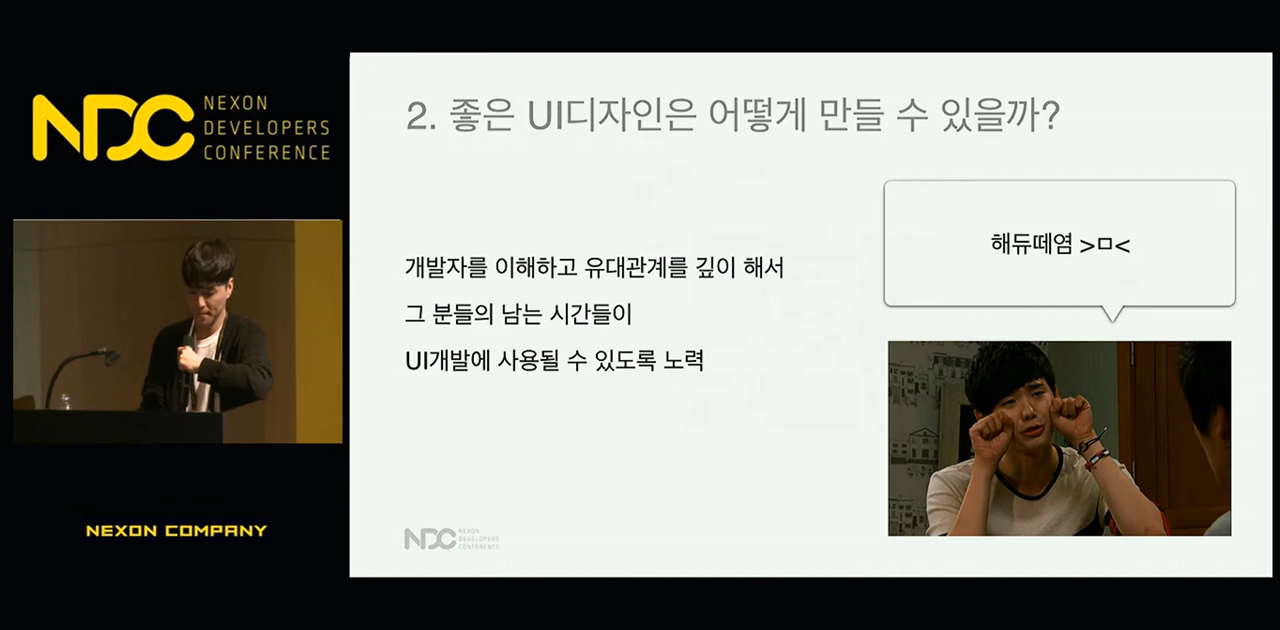 NDC
NEXON
DEVELOPERS
CONFERENCE
NEXON COMPANY
2. 좋은 UI디자인은 어떻게 만들 수 있을까?
개발자를 이해하고 유대관계를 깊이 해서
그 분들의 남는 시간들이
UI개발에 사용될 수 있도록 노력
해듀떼염 >ㅁ<
NDC
NEXON
DEVELOPERS
CONFERENCE